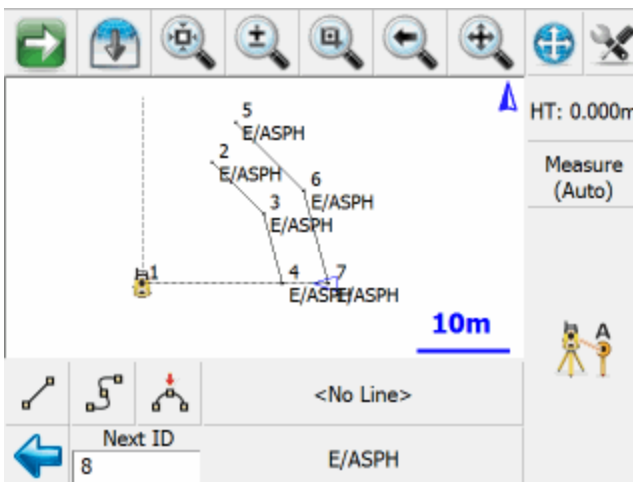 HT: 0.000m
Measure
(Auto)
5
E/ASPH
2
E/ASPH
6
E/ASPH
3
E/ASPH
1
4
E/ASPH
7
E/ASPH
10m
A
<No Line>
Next ID
8
E/ASPH